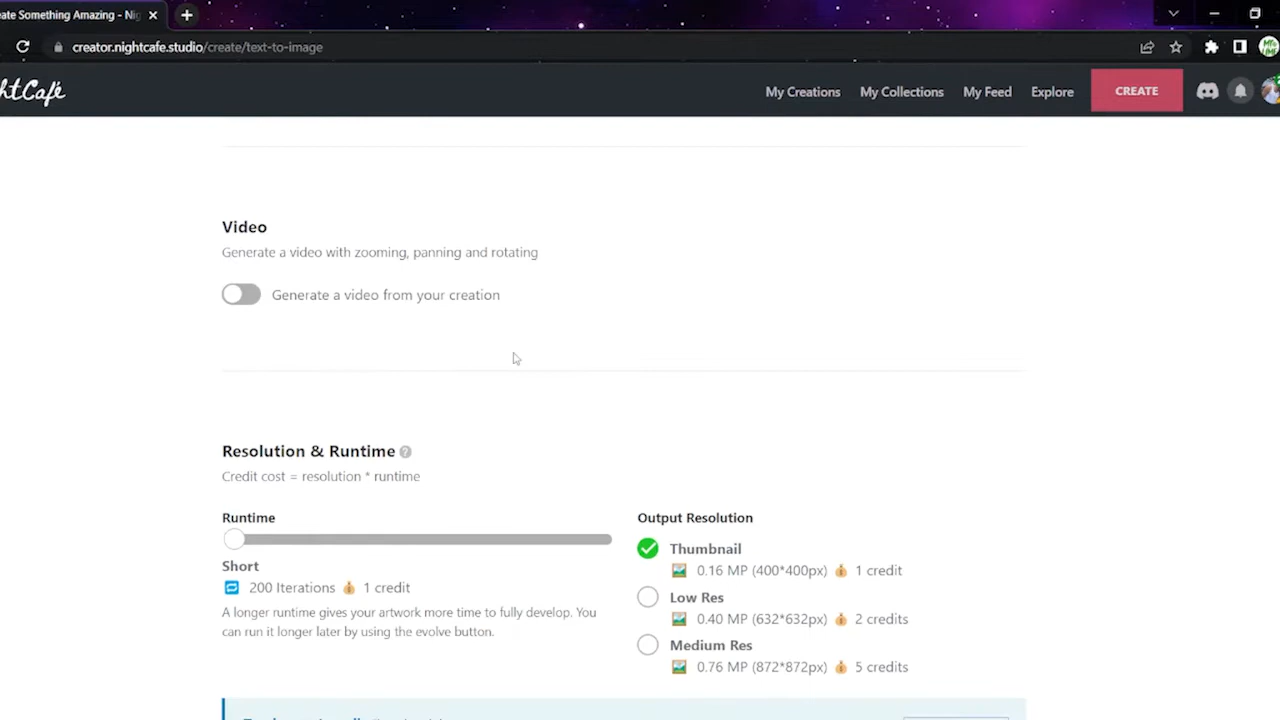 eate Something Amazing - Nig
creator.nightcafe.studio/create/text-to-image
htCafé
My Creations
My Collections
My Feed
Explore
CREATE
Video
Generate a video with zooming, panning and rotating
Generate a video from your creation
Resolution & Runtime
Credit cost = resolution * runtime
Runtime
Short
200 Iterations 1 credit
A longer runtime gives your artwork more time to fully develop. You
can run it longer later by using the evolve button.
Output Resolution
Thumbnail
0.16 MP (400*400px) 1 credit
Low Res
0.40 MP (632*632px) 2 credits
Medium Res
0.76 MP (872*872px) 5 credits